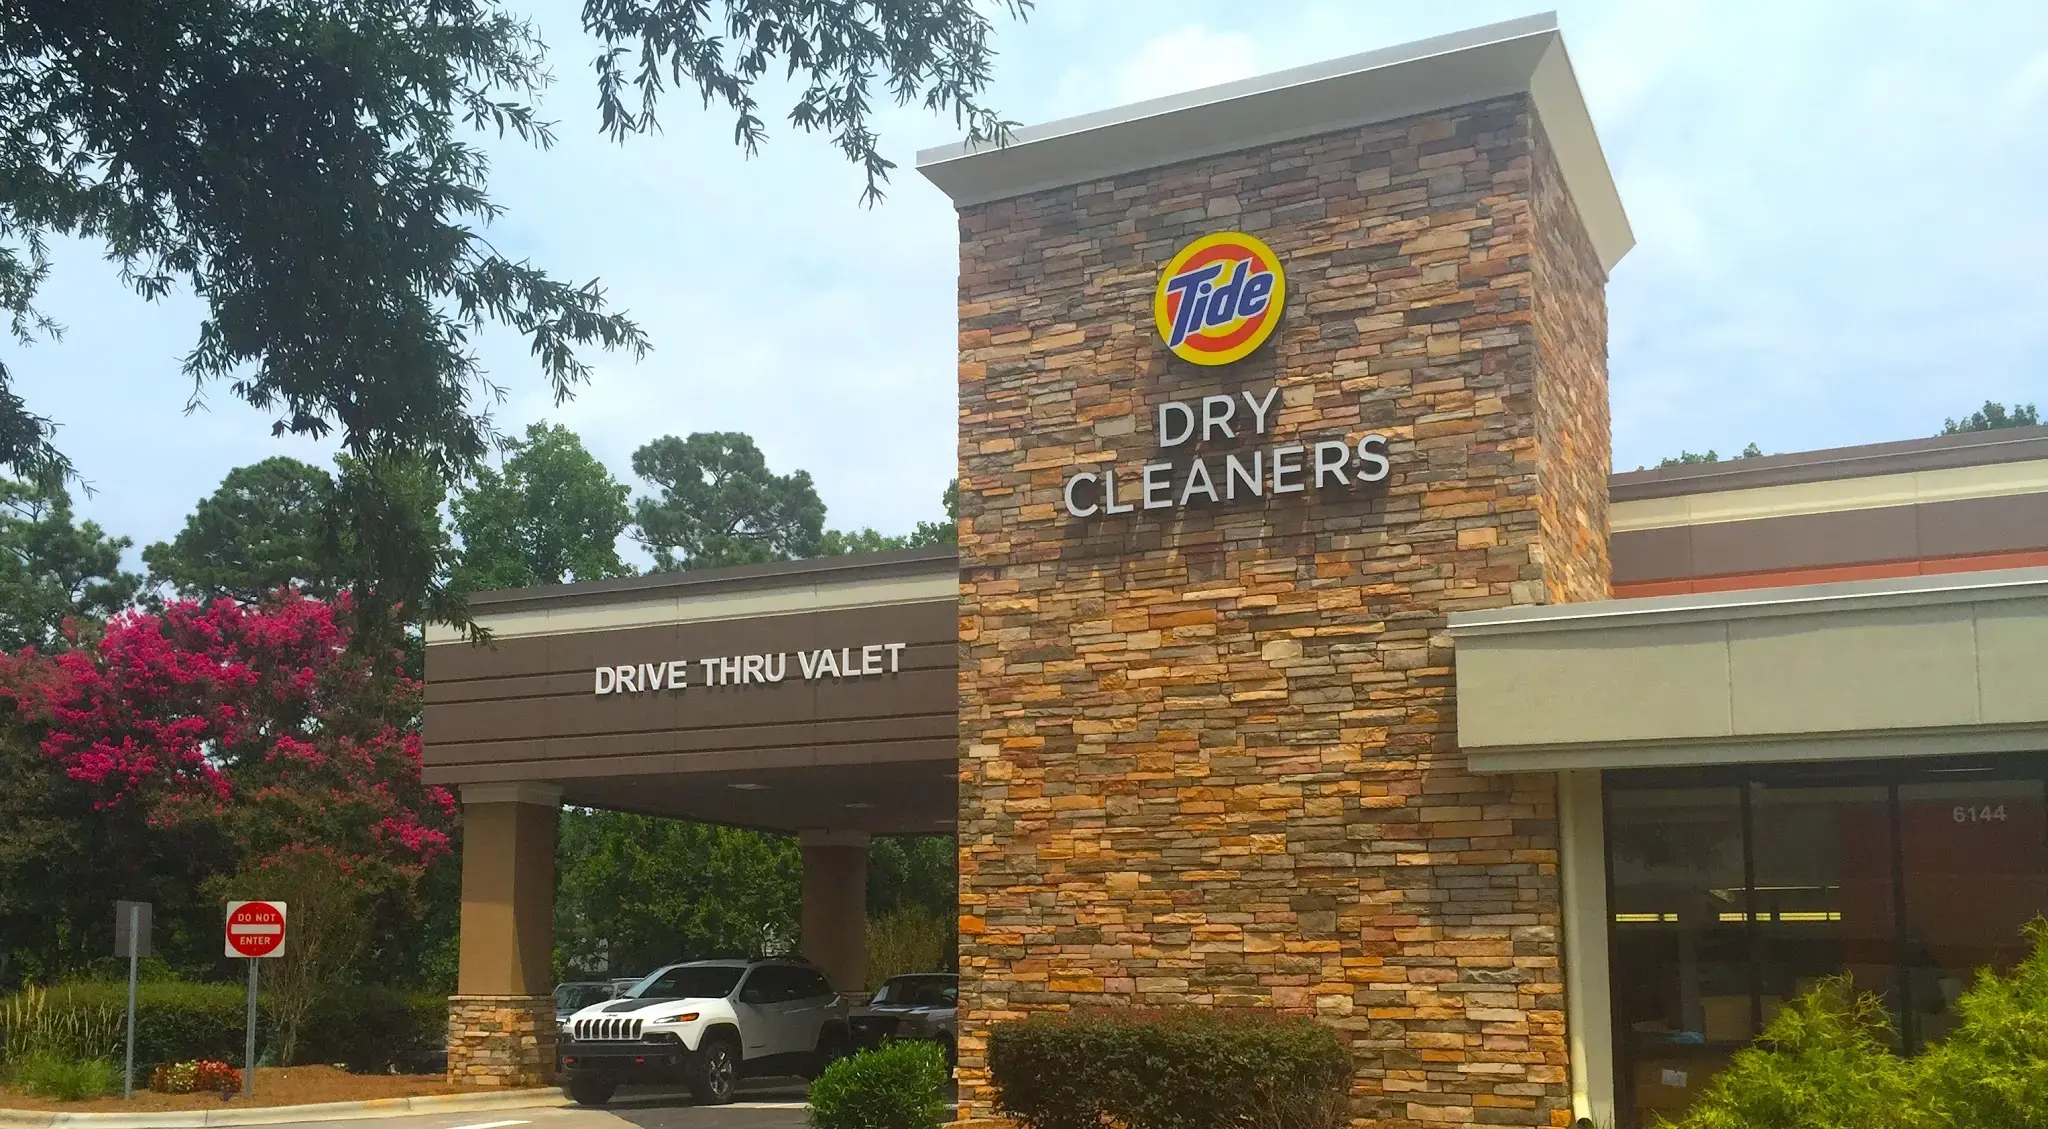 Tide
DRY
CLEANERS
DRIVE THRU VALET
6144
DO NOT
ENTER